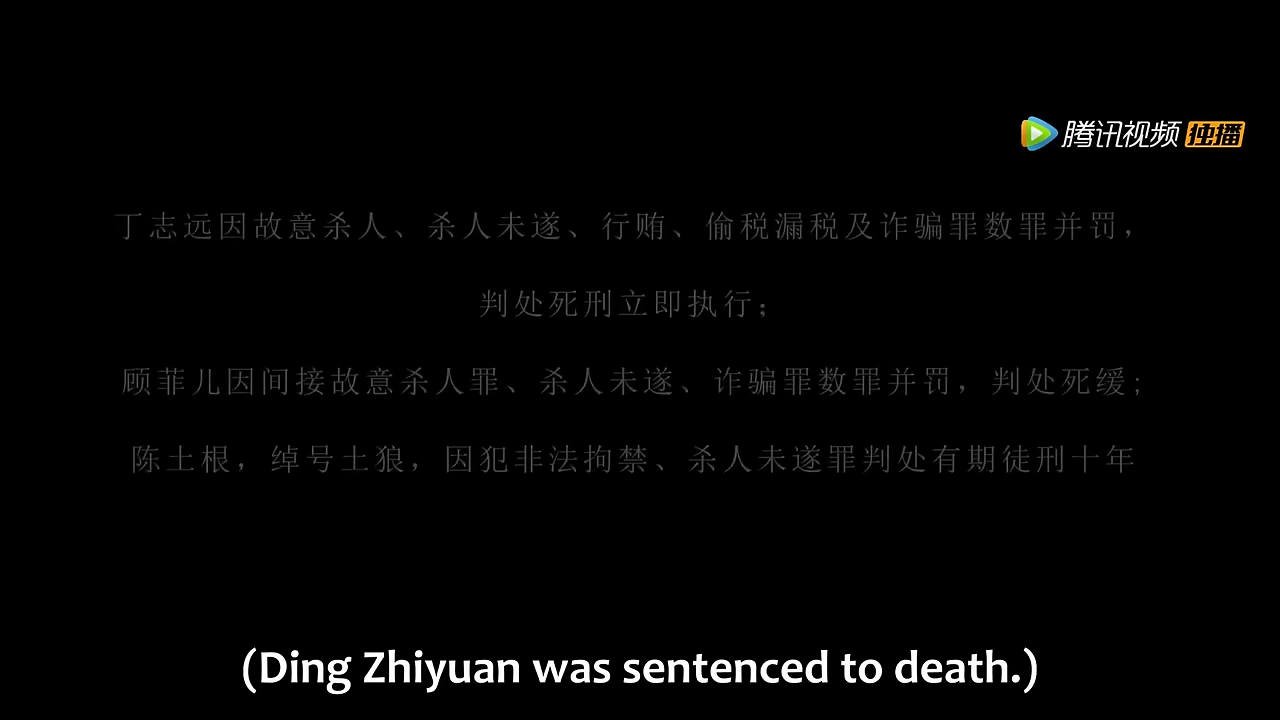 腾讯视频 独播
丁志远因故意杀人、杀人未遂、行贿、偷税漏税及诈骗罪数罪并罚，
判处死刑立即执行；
顾菲儿因间接故意杀人罪、杀人未遂、诈骗罪数罪并罚，判处死缓；
陈土根，绰号土狼，因犯非法拘禁、杀人未遂罪判处有期徒刑十年
(Ding Zhiyuan was sentenced to death.)